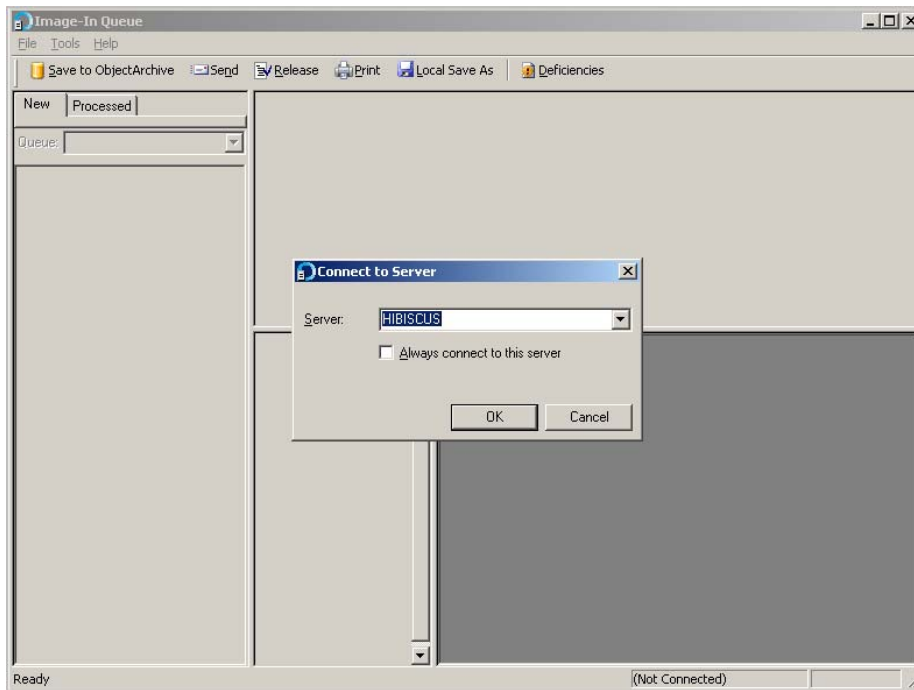 Image-In Queue
File Tools Help
Save to ObjectArchive Send Release Print Local Save As Deficiencies
New Processed
Queue:
Connect to Server
Server: HIBISCUS
Always connect to this server
OK Cancel
Ready (Not Connected)